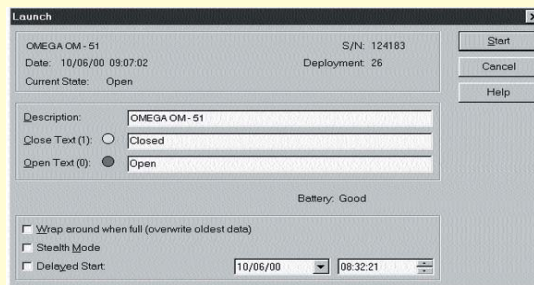 Launch
OMEGA OM - 51 S/N: 124183
Date: 10/06/00 09:07:02 Deployment: 26
Current State: Open
Start
Cancel
Help
Description: OMEGA OM - 51
Close Text (1): Closed
Open Text (0): Open
Battery: Good
Wrap around when full (overwrite oldest data)
Stealth Mode
Delayed Start: 10/06/00 08:32:21